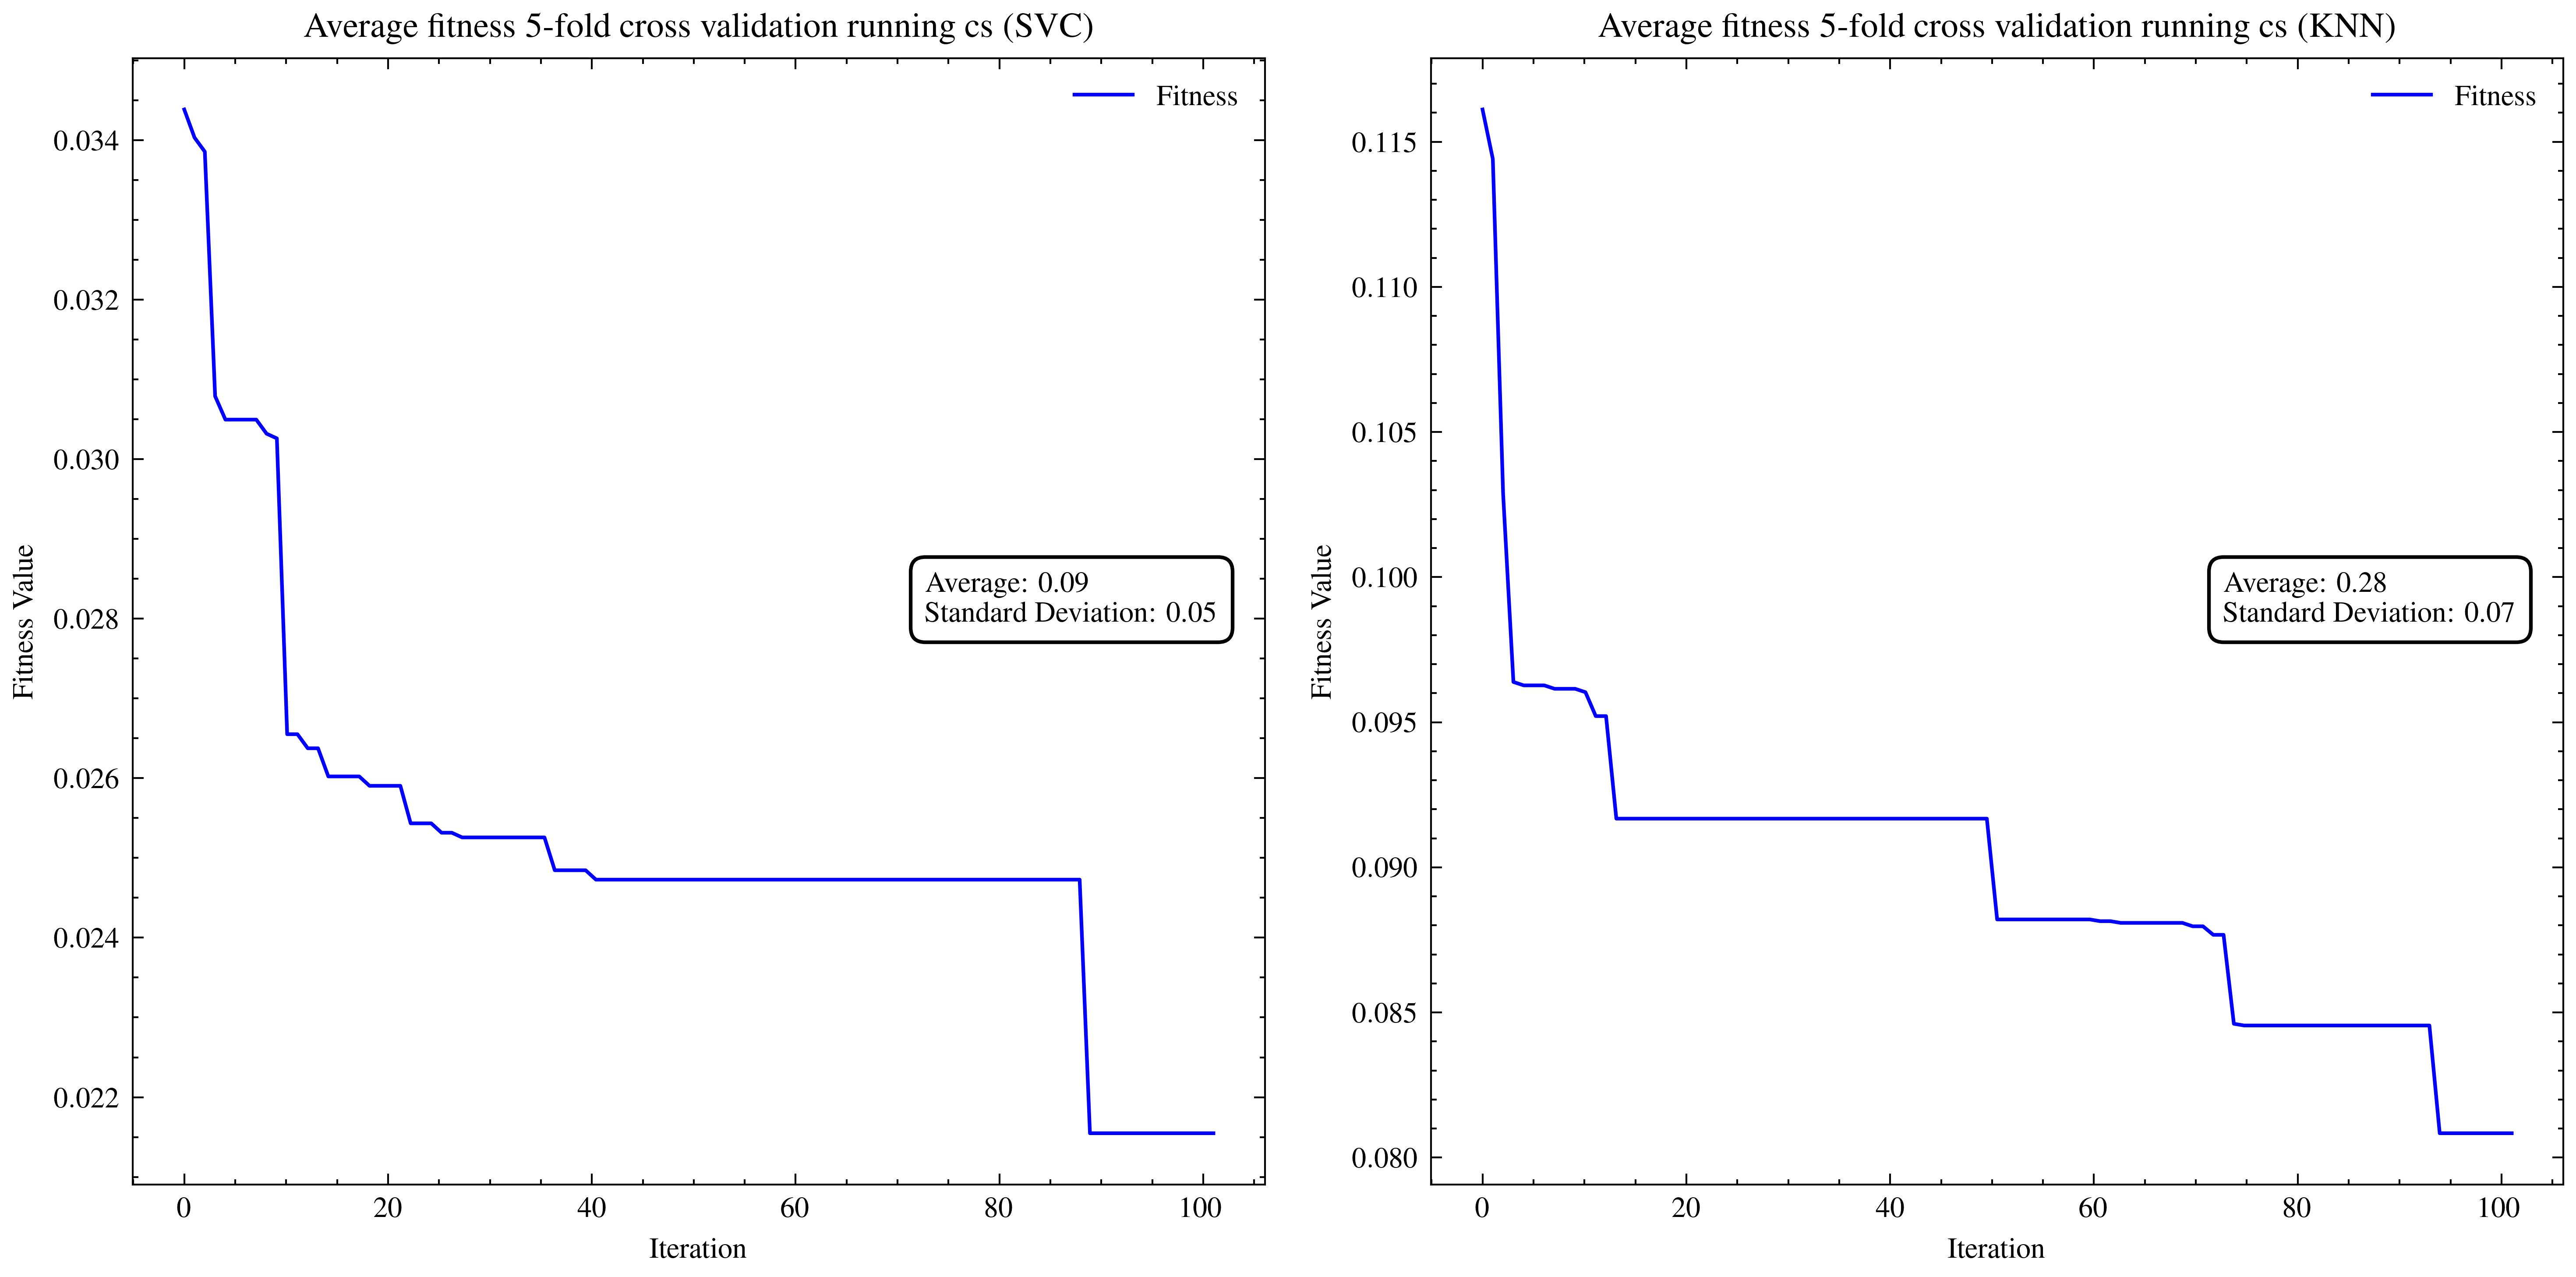 Average fitness 5-fold cross validation running cs (SVC)
Fitness
0.034
0.032
0.030
0.028
0.026
0.024
0.022
Fitness Value
Average: 0.09
Standard Deviation: 0.05
0 20 40 60 80 100
Iteration
Average fitness 5-fold cross validation running cs (KNN)
Fitness
0.115
0.110
0.105
0.100
0.095
0.090
0.085
0.080
Fitness Value
Average: 0.28
Standard Deviation: 0.07
0 20 40 60 80 100
Iteration